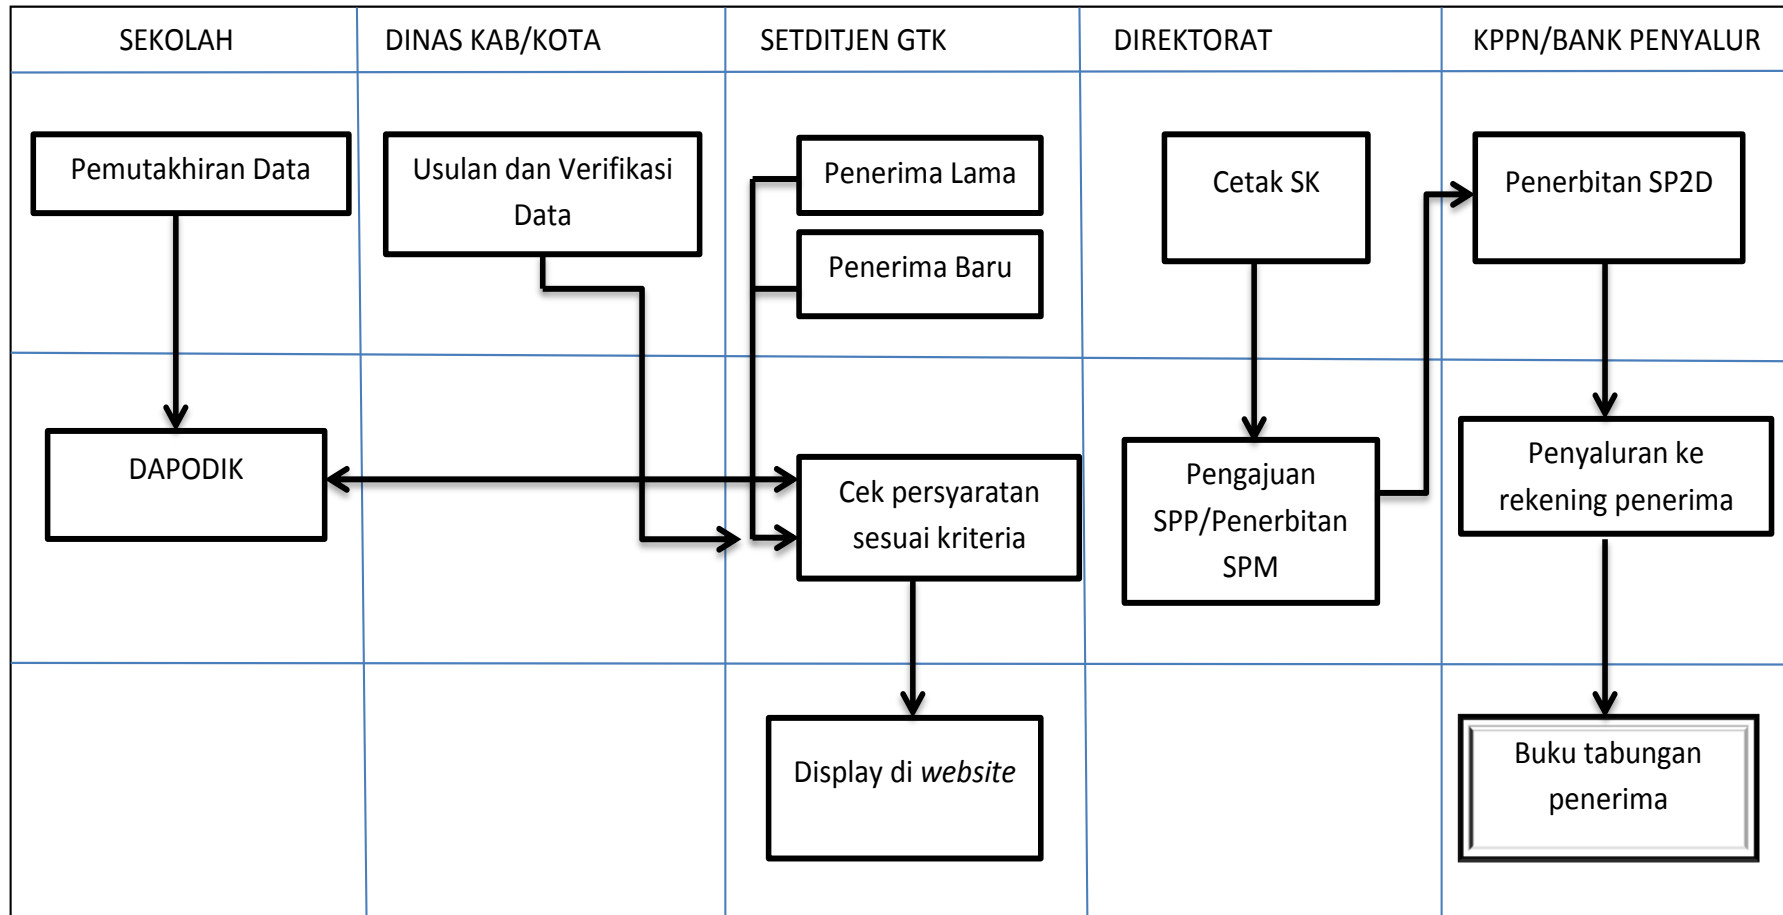 SEKOLAH
DINAS KAB/KOTA
SETDITJEN GTK
DIREKTORAT
KPPN/BANK PENYALUR
Pemutakhiran Data
Usulan dan Verifikasi
Data
Penerima Lama
Penerima Baru
Cetak SK
Penerbitan SP2D
DAPODIK
Cek persyaratan
sesuai kriteria
Pengajuan
SPP/Penerbitan
SPM
Penyaluran ke
rekening penerima
Display di website
Buku tabungan
penerima